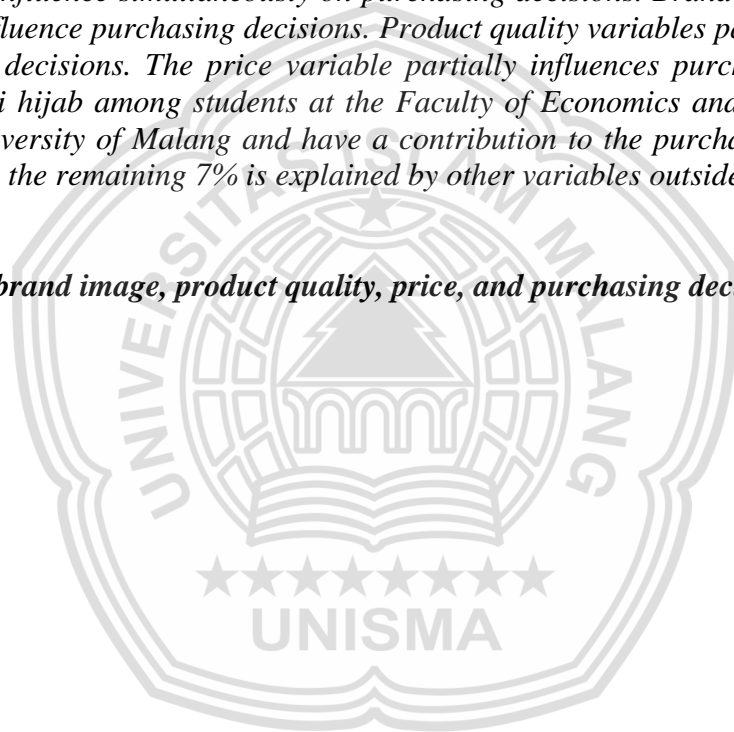 influence simultaneously on purchasing decisions. Brand
fluence purchasing decisions. Product quality variables pa
decisions. The price variable partially influences purch
i hijab among students at the Faculty of Economics and
versity of Malang and have a contribution to the purcha
the remaining 7% is explained by other variables outside
brand image, product quality, price, and purchasing deci
UNIVERSITAS ISLAM MALANG
UNISMA